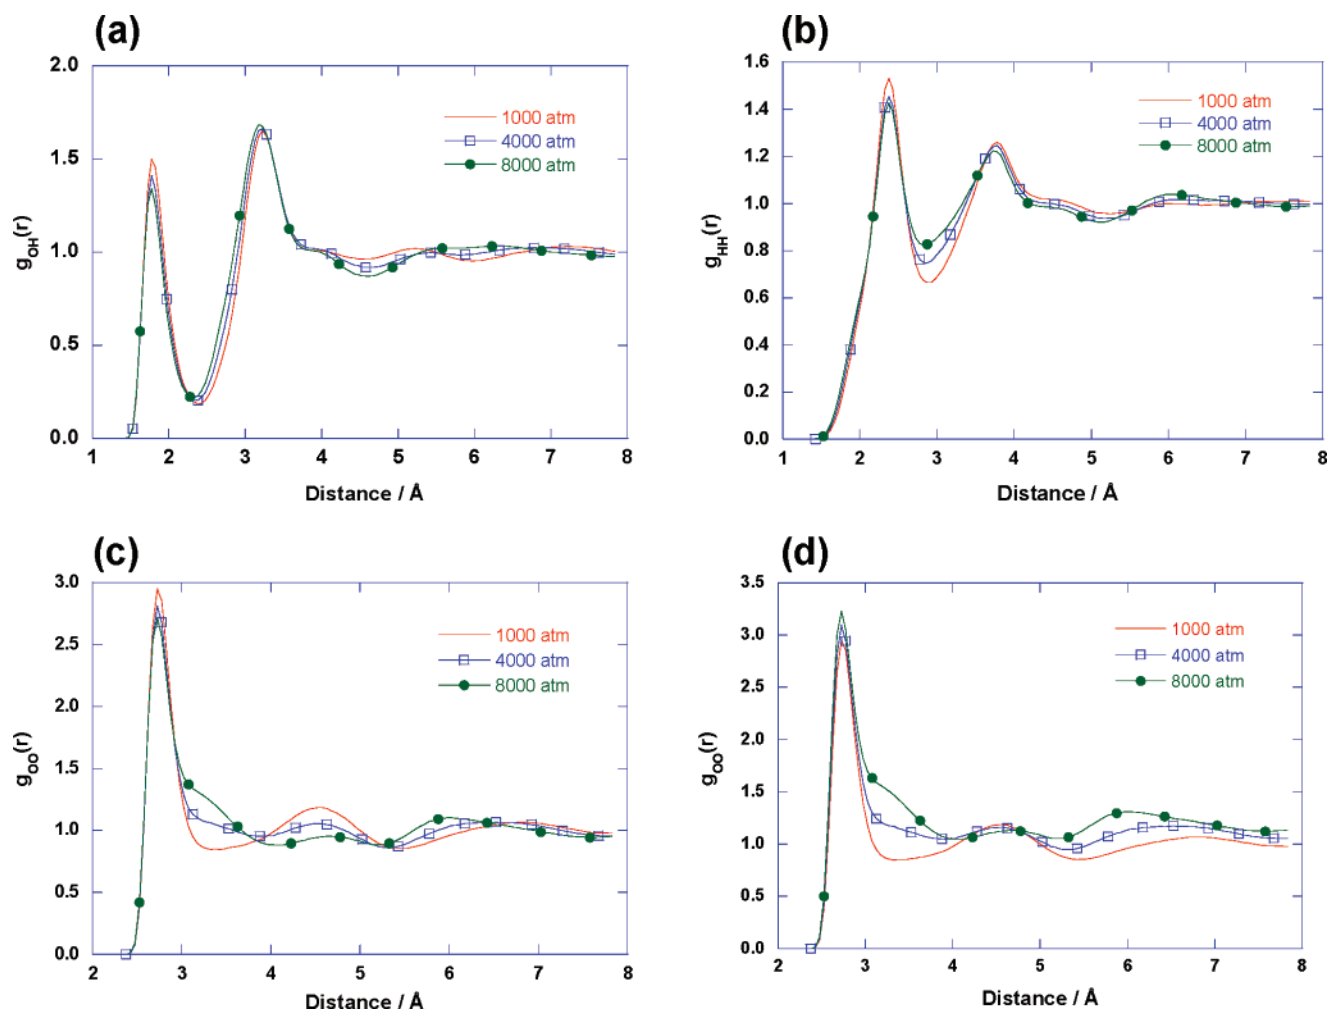 (a)
2.0
1.5
1.0
0.5
0.0
gOH(r)
1000 atm
4000 atm
8000 atm
1 2 3 4 5 6 7 8
Distance / Å
(b)
1.6
1.4
1.2
1.0
0.8
0.6
0.4
0.2
0.0
gHH(r)
1000 atm
4000 atm
8000 atm
1 2 3 4 5 6 7 8
Distance / Å
(c)
3.0
2.5
2.0
1.5
1.0
0.5
0.0
gOO(r)
1000 atm
4000 atm
8000 atm
2 3 4 5 6 7 8
Distance / Å
(d)
3.5
3.0
2.5
2.0
1.5
1.0
0.5
0.0
gOO(r)
1000 atm
4000 atm
8000 atm
2 3 4 5 6 7 8
Distance / Å